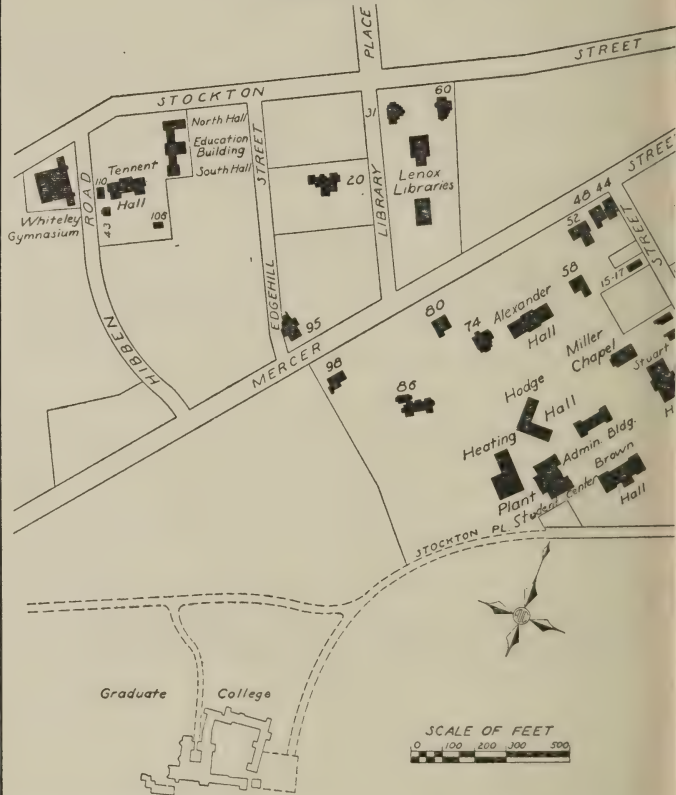 PLACE
STREET
STOCKTON
North Hall
Education
Building
South Hall
STREET
31
60
Lenox
Libraries
LIBRARY
20
Tennent
Hall
110
43
108
ROAD
Whiteley
Gymnasium
HIBBEN
EDGEHILL
95
MERCER
STREE
48 44
52
STREET
58
15-17
80
74
Alexander
Hall
Miller
Chapel
Stuart
H
98
86
Hodge
Hall
Heating
Plant
Admin. Bldg.
Student Center
Brown
Hall
STOCKTON PL.
Graduate College
SCALE OF FEET
0 100 200 300 500